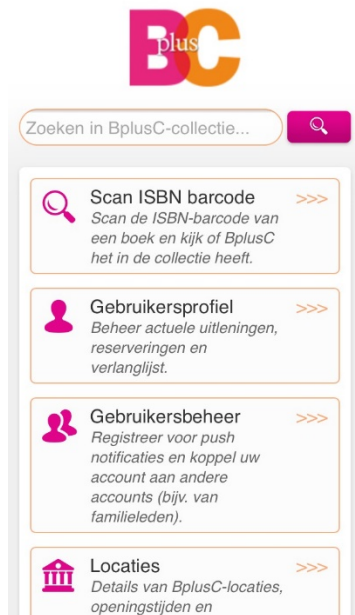 B plus C
Zoeken in BplusC-collectie...
Scan ISBN barcode >>>
Scan de ISBN-barcode van
een boek en kijk of BplusC
het in de collectie heeft.
Gebruikersprofiel >>>
Beheer actuele uitleningen,
reserveringen en
verlanglijst.
Gebruikersbeheer >>>
Registreer voor push
notificaties en koppel uw
account aan andere
accounts (bijv. van
familieleden).
Locaties >>>
Details van BplusC-locaties,
openingstijden en